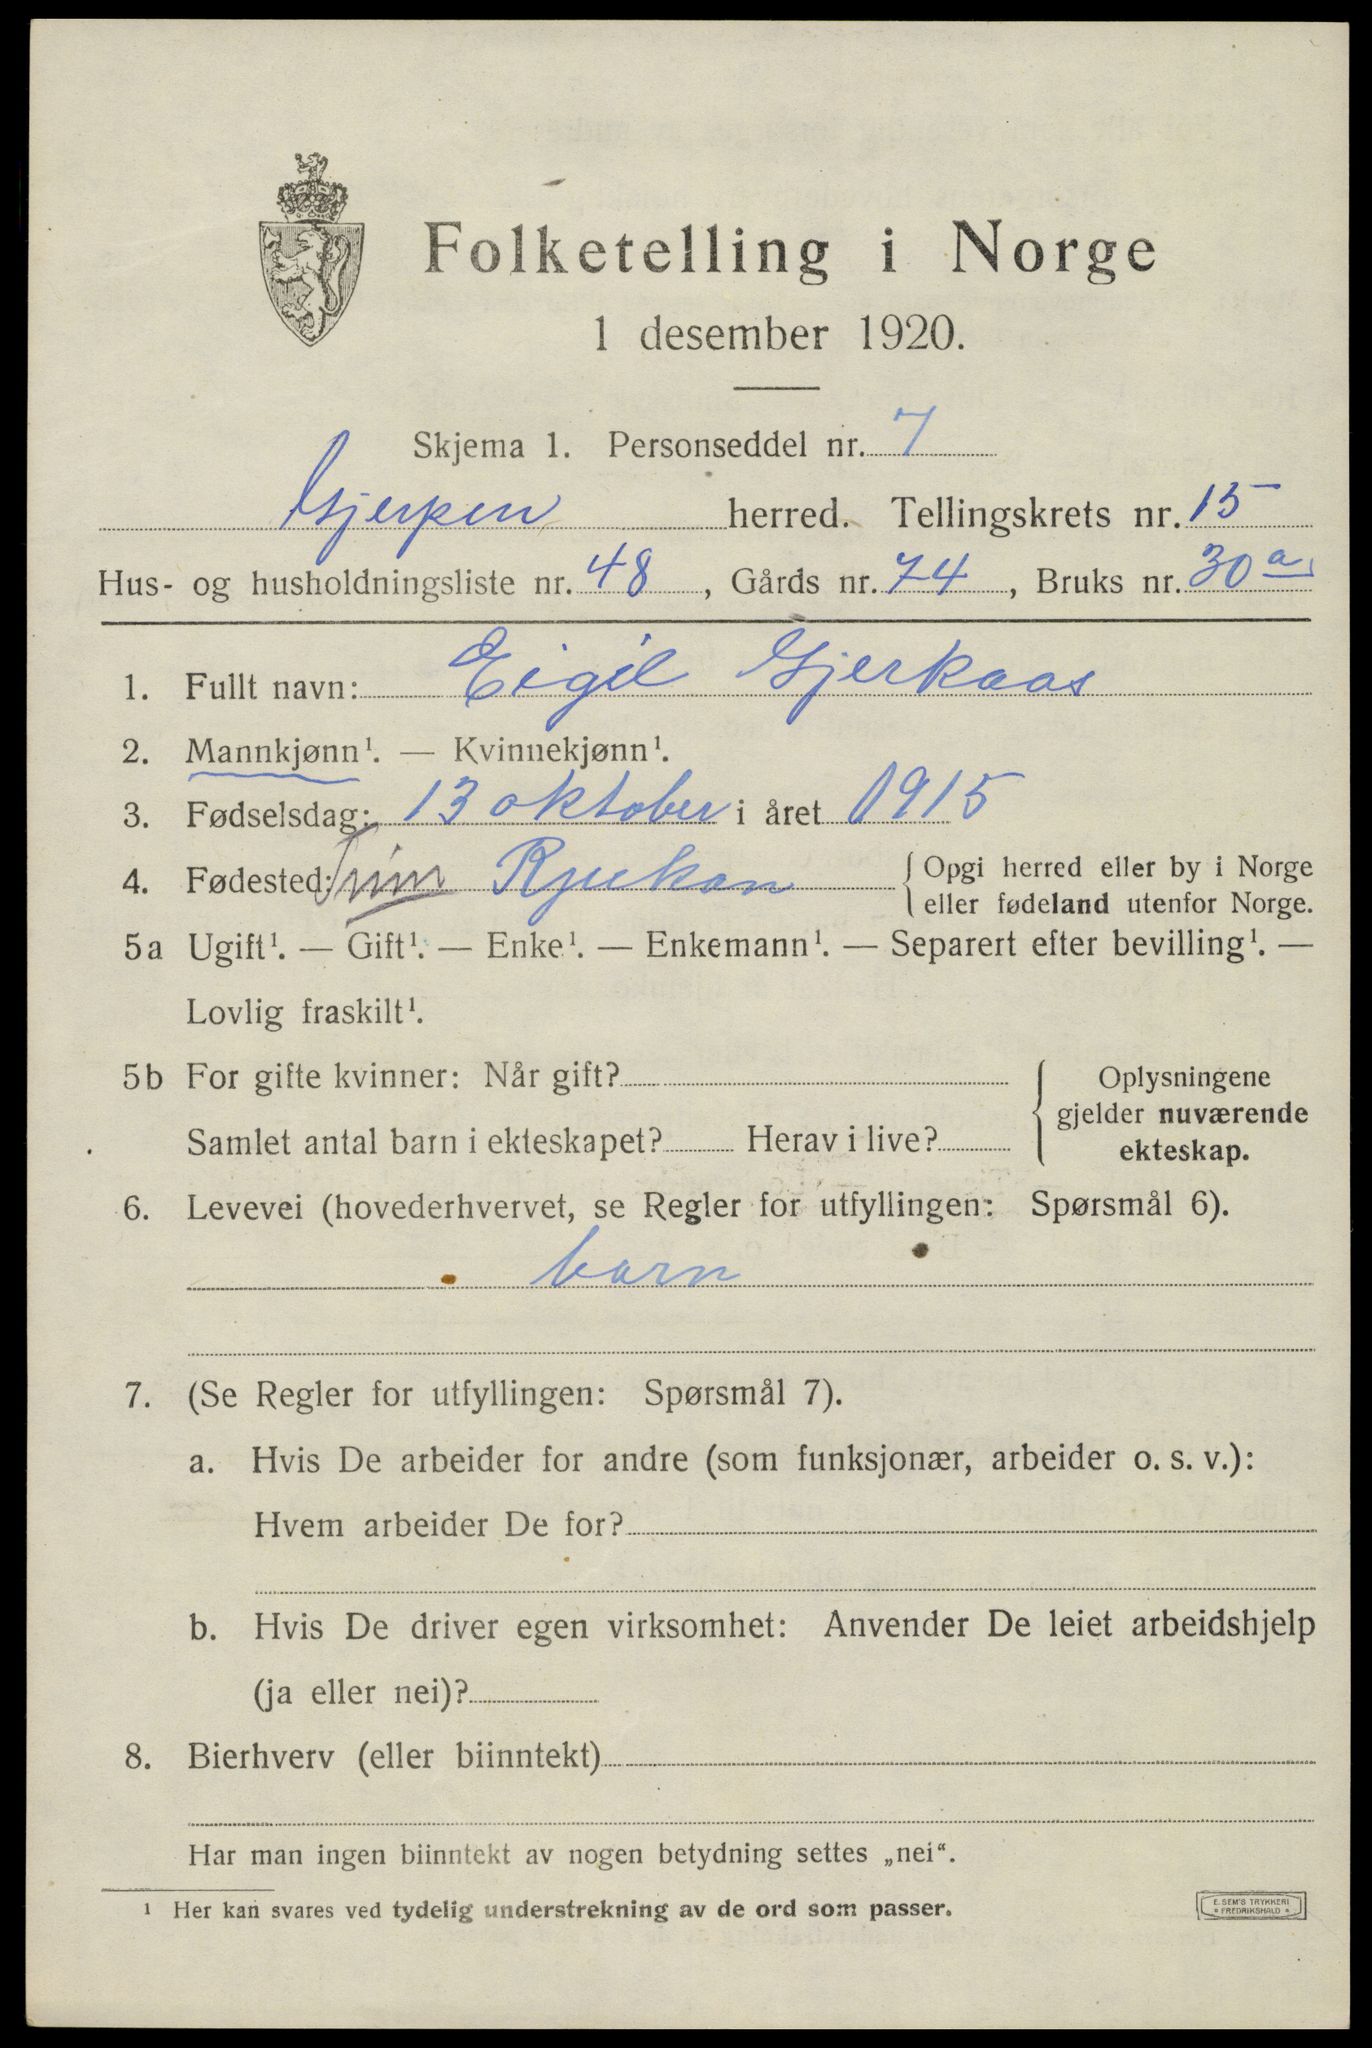 Folketelling i Norge
1 desember 1920.
Skjema 1. Personseddel nr. 7
Gjerpen herred. Tellingskrets nr. 15
Hus- og husholdningsliste nr. 48, Gårds nr. 74, Bruks nr. 30 a
1. Fullt navn: Eigil Gjerkaas
2. Mannkjønn¹. — Kvinnekjønn¹.
3. Fødselsdag: 13 oktober i året 1915
4. Fødested: Tinn Rjukan { Opgi herred eller by i Norge
eller fødeland utenfor Norge.
5a Ugift¹. — Gift¹. — Enke¹. — Enkemann¹. — Separert efter bevilling¹. —
Lovlig fraskilt¹.
5b For gifte kvinner: Når gift? { Oplysningene
gjelder nuværende
Samlet antal barn i ekteskapet? Herav i live? ekteskap.
6. Levevei (hovederhvervet, se Regler for utfyllingen: Spørsmål 6).
barn
7. (Se Regler for utfyllingen: Spørsmål 7).
a. Hvis De arbeider for andre (som funksjonær, arbeider o. s. v.):
Hvem arbeider De for?
b. Hvis De driver egen virksomhet: Anvender De leiet arbeidshjelp
(ja eller nei)?
8. Bierhverv (eller biinntekt)
Har man ingen biinntekt av nogen betydning settes „nei“.
¹ Her kan svares ved tydelig understrekning av de ord som passer.
E. SEM'S TRYKKERI
* FREDRIKSHALD *